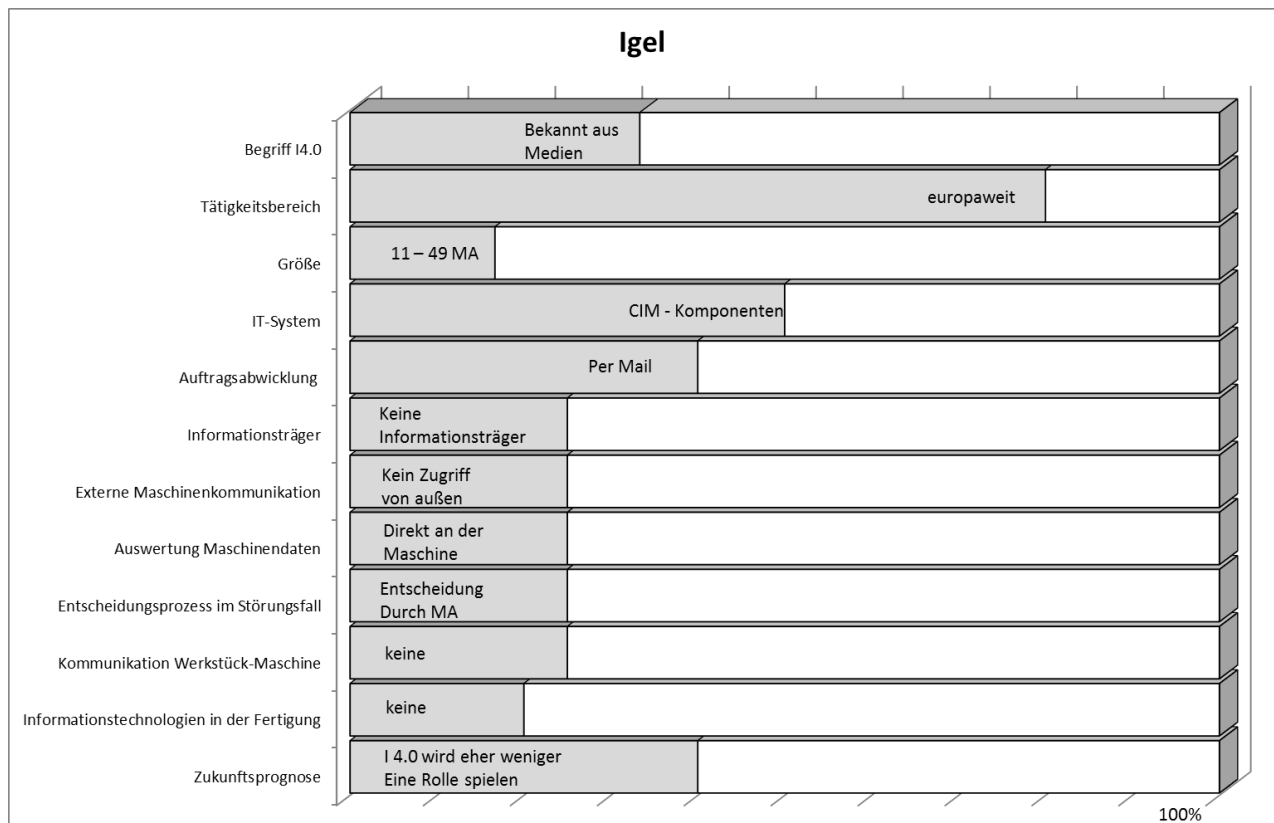 Igel
Begriff I4.0
Bekannt aus
Medien
Tätigkeitsbereich
europaweit
Größe
11 – 49 MA
IT-System
CIM - Komponenten
Auftragsabwicklung
Per Mail
Informationsträger
Keine
Informationsträger
Externe Maschinenkommunikation
Kein Zugriff
von außen
Auswertung Maschinendaten
Direkt an der
Maschine
Entscheidungsprozess im Störungsfall
Entscheidung
Durch MA
Kommunikation Werkstück-Maschine
keine
Informationstechnologien in der Fertigung
keine
Zukunftsprognose
I 4.0 wird eher weniger
Eine Rolle spielen
100%